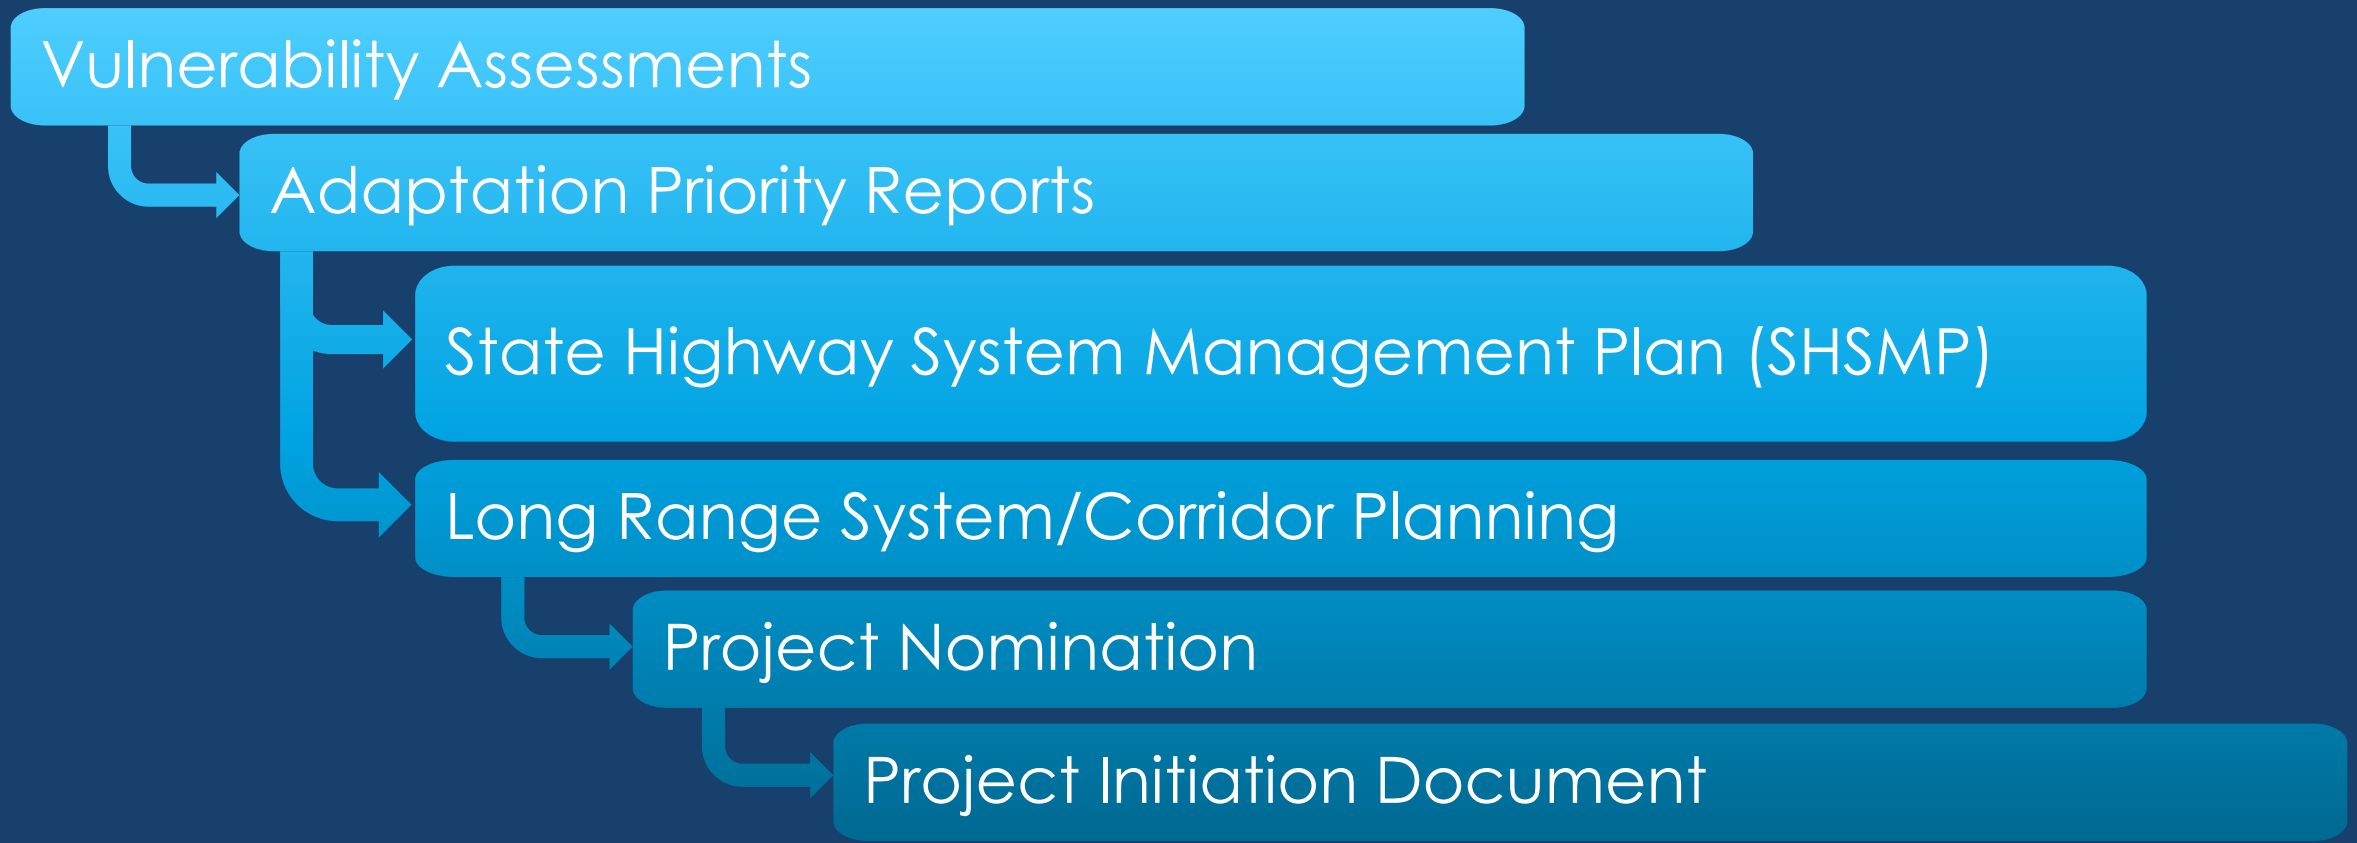 Vulnerability Assessments
Adaptation Priority Reports
State Highway System Management Plan (SHSMP)
Long Range System/Corridor Planning
Project Nomination
Project Initiation Document